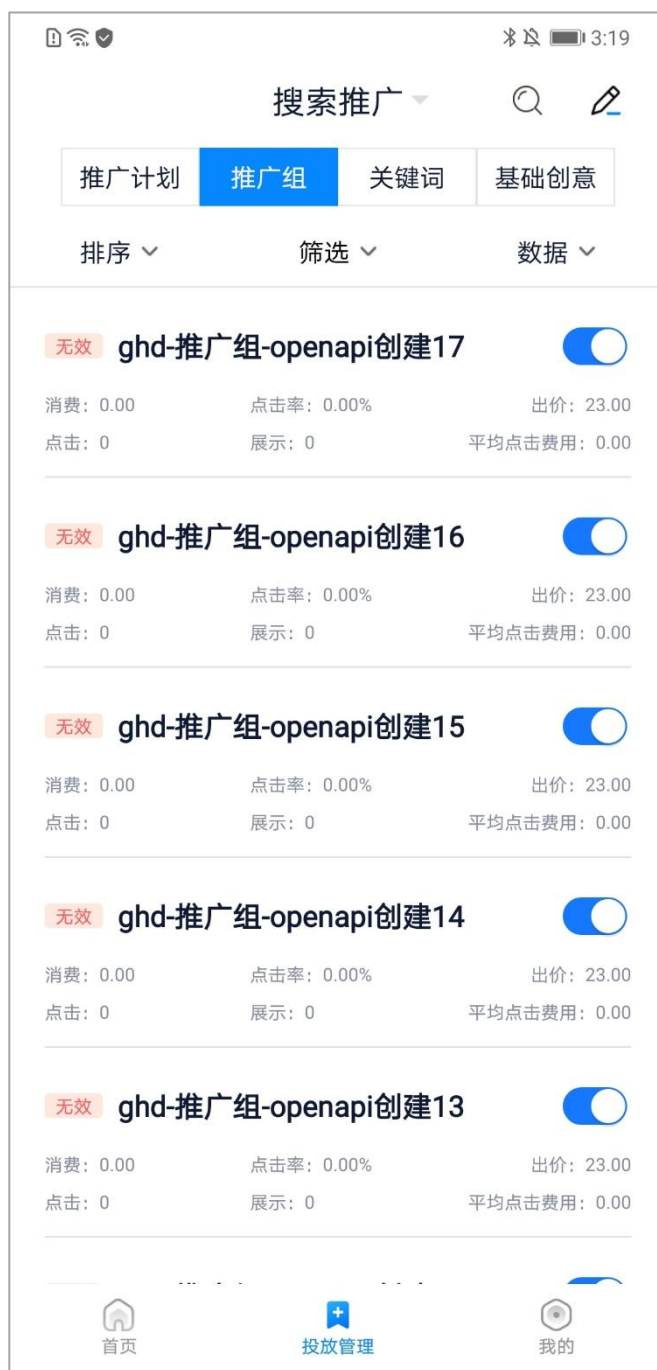 3:19
搜索推广
推广计划 推广组 关键词 基础创意
排序 筛选 数据
无效 ghd-推广组-openapi创建17
消费：0.00 点击率：0.00% 出价：23.00
点击：0 展示：0 平均点击费用：0.00
无效 ghd-推广组-openapi创建16
消费：0.00 点击率：0.00% 出价：23.00
点击：0 展示：0 平均点击费用：0.00
无效 ghd-推广组-openapi创建15
消费：0.00 点击率：0.00% 出价：23.00
点击：0 展示：0 平均点击费用：0.00
无效 ghd-推广组-openapi创建14
消费：0.00 点击率：0.00% 出价：23.00
点击：0 展示：0 平均点击费用：0.00
无效 ghd-推广组-openapi创建13
消费：0.00 点击率：0.00% 出价：23.00
点击：0 展示：0 平均点击费用：0.00
首页 投放管理 我的